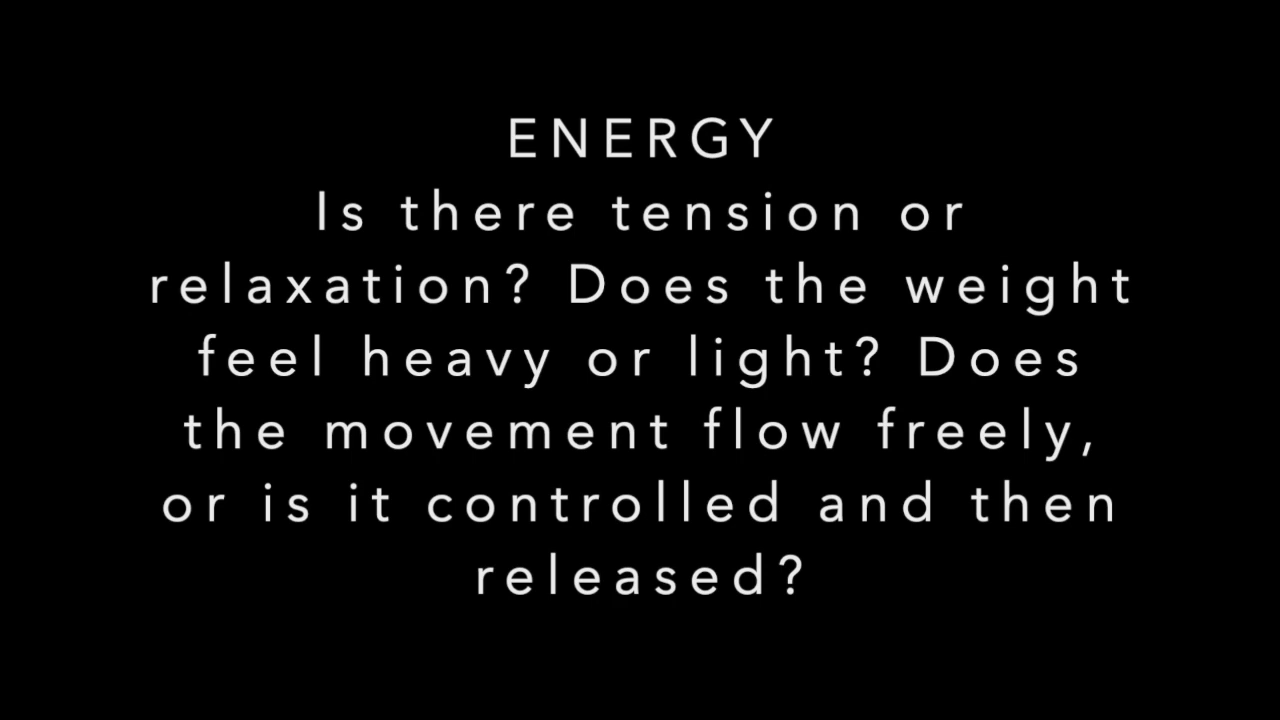 ENERGY
Is there tension or
relaxation? Does the weight
feel heavy or light? Does
the movement flow freely,
or is it controlled and then
released?